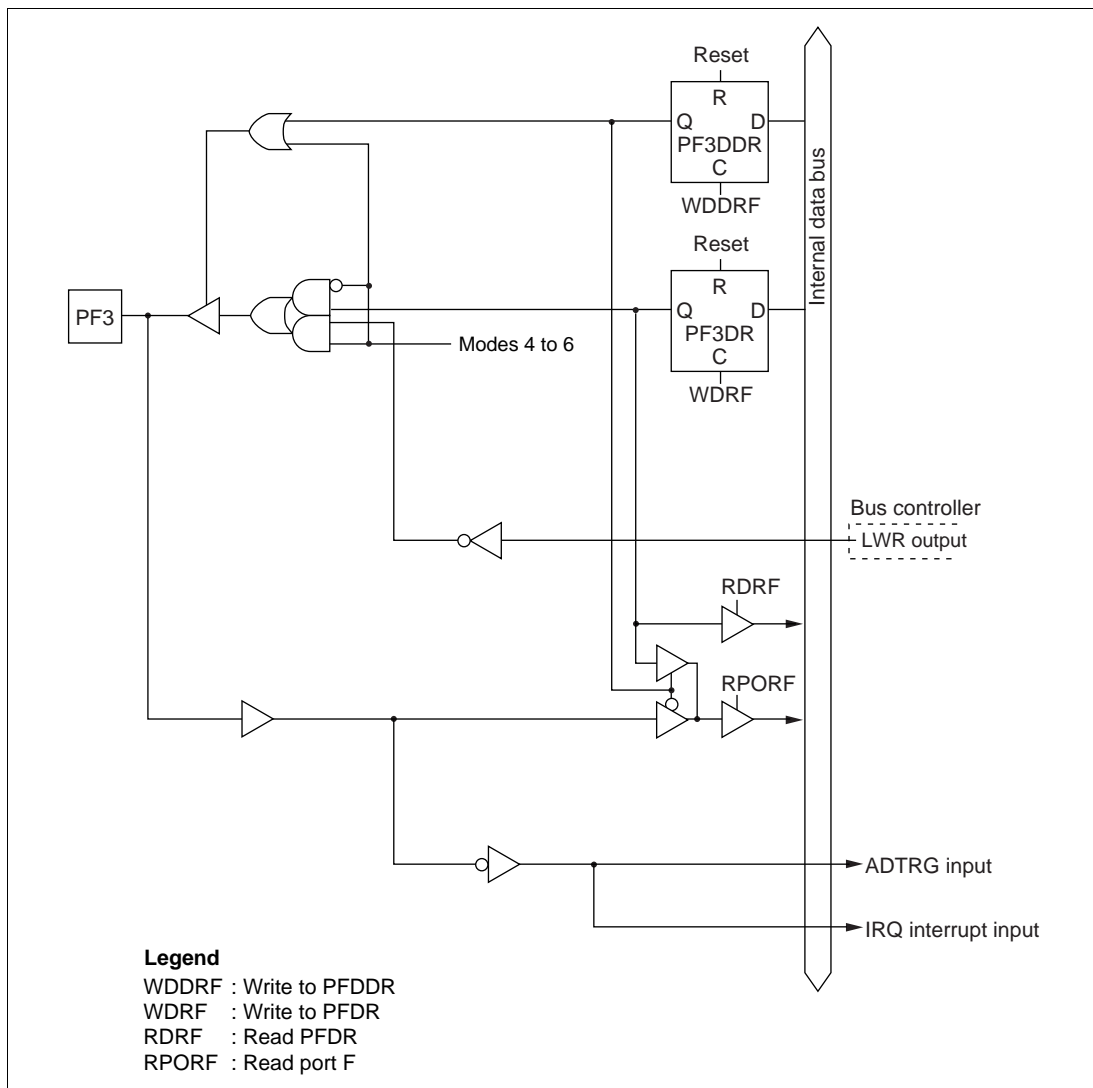 Reset
R
Q D
PF3DDR
C
WDDRF
Internal data bus
Reset
R
Q D
PF3DR
C
WDRF
PF3
Modes 4 to 6
Bus controller
LWR output
RDRF
RPORF
ADTRG input
IRQ interrupt input
Legend
WDDRF : Write to PFDDR
WDRF : Write to PFDR
RDRF : Read PFDR
RPORF : Read port F